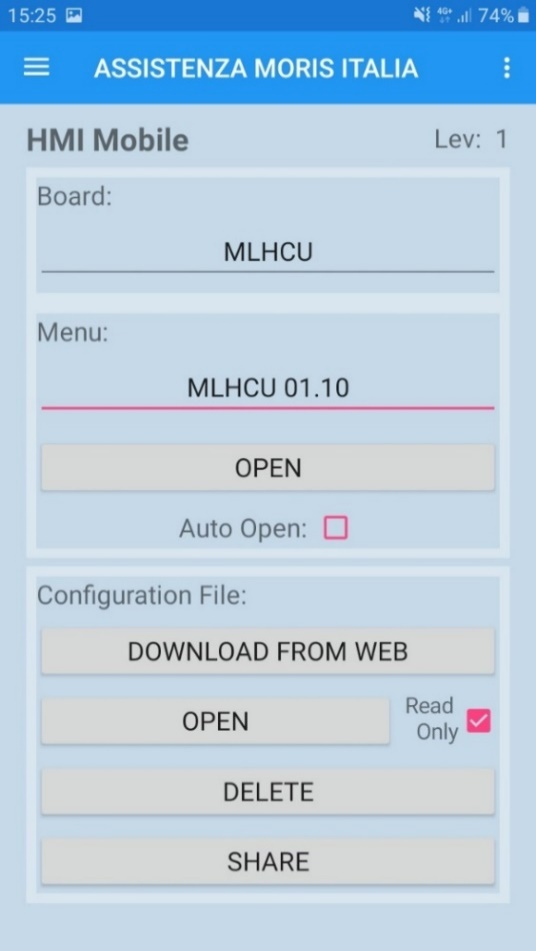 15:25 4G+ 74%
ASSISTENZA MORIS ITALIA
HMI Mobile Lev: 1
Board:
MLHCU
Menu:
MLHCU 01.10
OPEN
Auto Open:
Configuration File:
DOWNLOAD FROM WEB
OPEN Read
Only
DELETE
SHARE